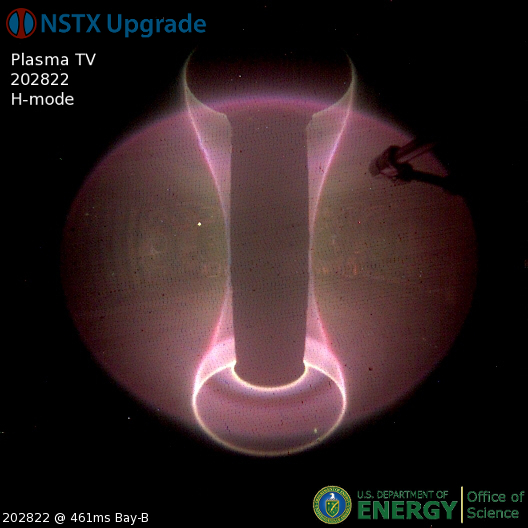 NSTX Upgrade
Plasma TV
202822
H-mode
202822 @ 461ms Bay-B
U.S. DEPARTMENT OF
ENERGY
Office of
Science